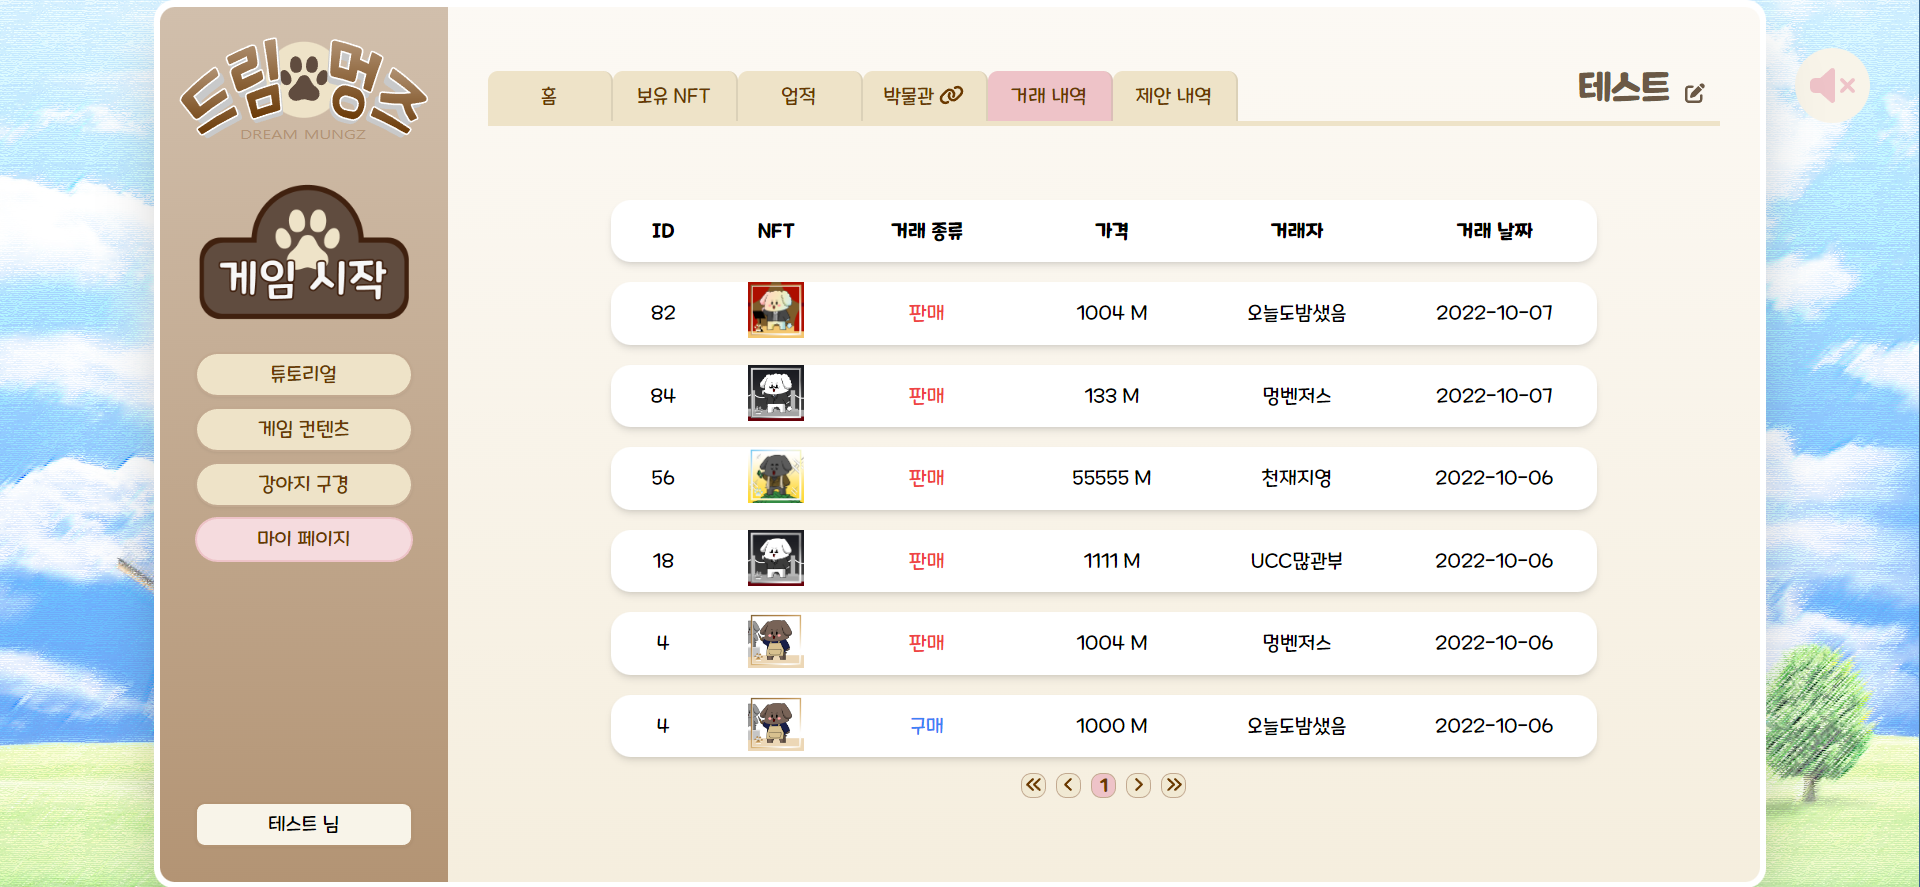 드림멍즈
DREAM MUNGZ
게임 시작
튜토리얼
게임 컨텐츠
강아지 구경
마이 페이지
테스트 님
홈 보유 NFT 업적 박물관 거래 내역 제안 내역
테스트
ID NFT 거래 종류 가격 거래자 거래 날짜
82 판매 1004 M 오늘도밤샜음 2022-10-07
84 판매 133 M 멍벤저스 2022-10-07
56 판매 55555 M 천재지영 2022-10-06
18 판매 1111 M UCC많관부 2022-10-06
4 판매 1004 M 멍벤저스 2022-10-06
4 구매 1000 M 오늘도밤샜음 2022-10-06
1